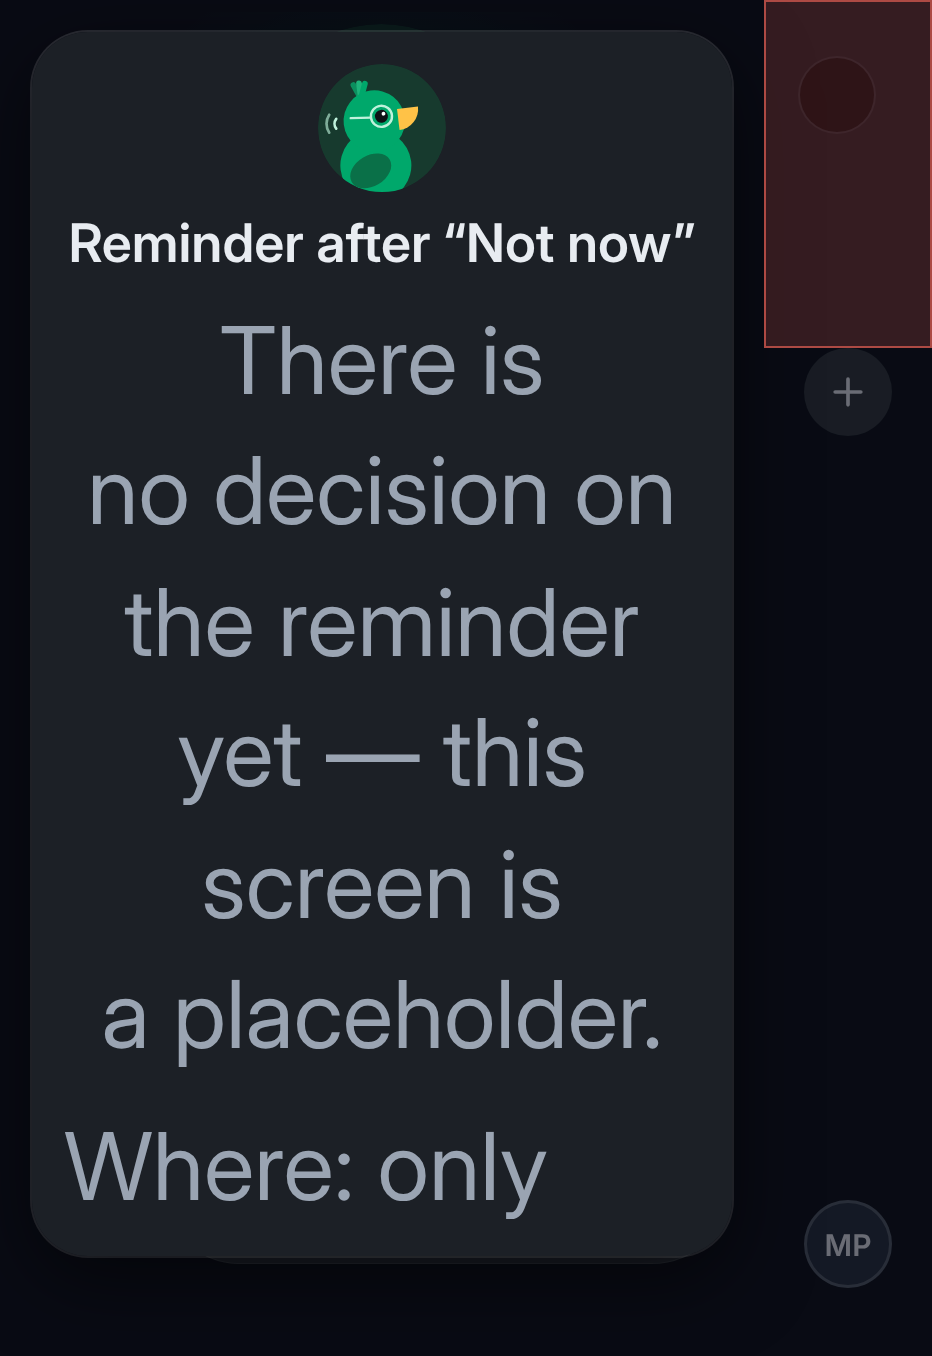 Reminder after “Not now”
There is
no decision on
the reminder
yet — this
screen is
a placeholder.
Where: only
MP